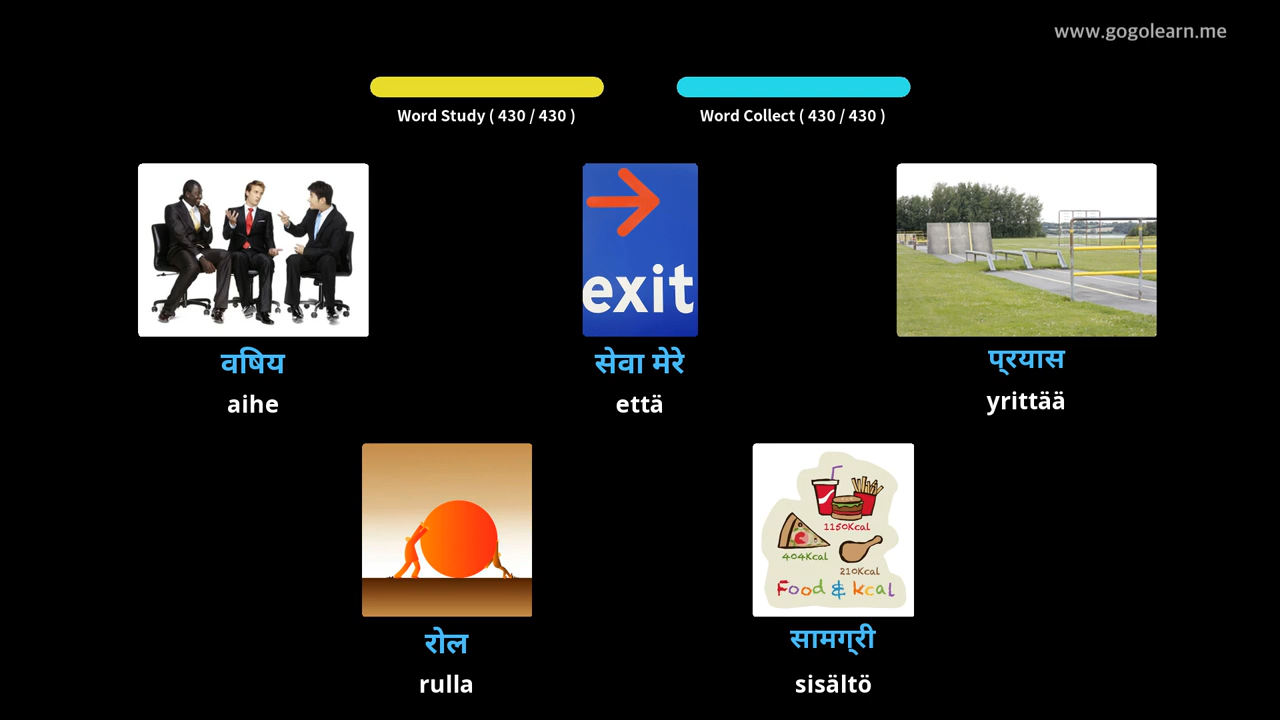 www.gogolearn.me
Word Study ( 430 / 430 )
Word Collect ( 430 / 430 )
exit
वषिय
सेवा मेरे
प्रयास
aihe
että
yrittää
1150Kcal
404Kcal
210Kcal
Food & kcal
रोल
सामग्री
rulla
sisältö